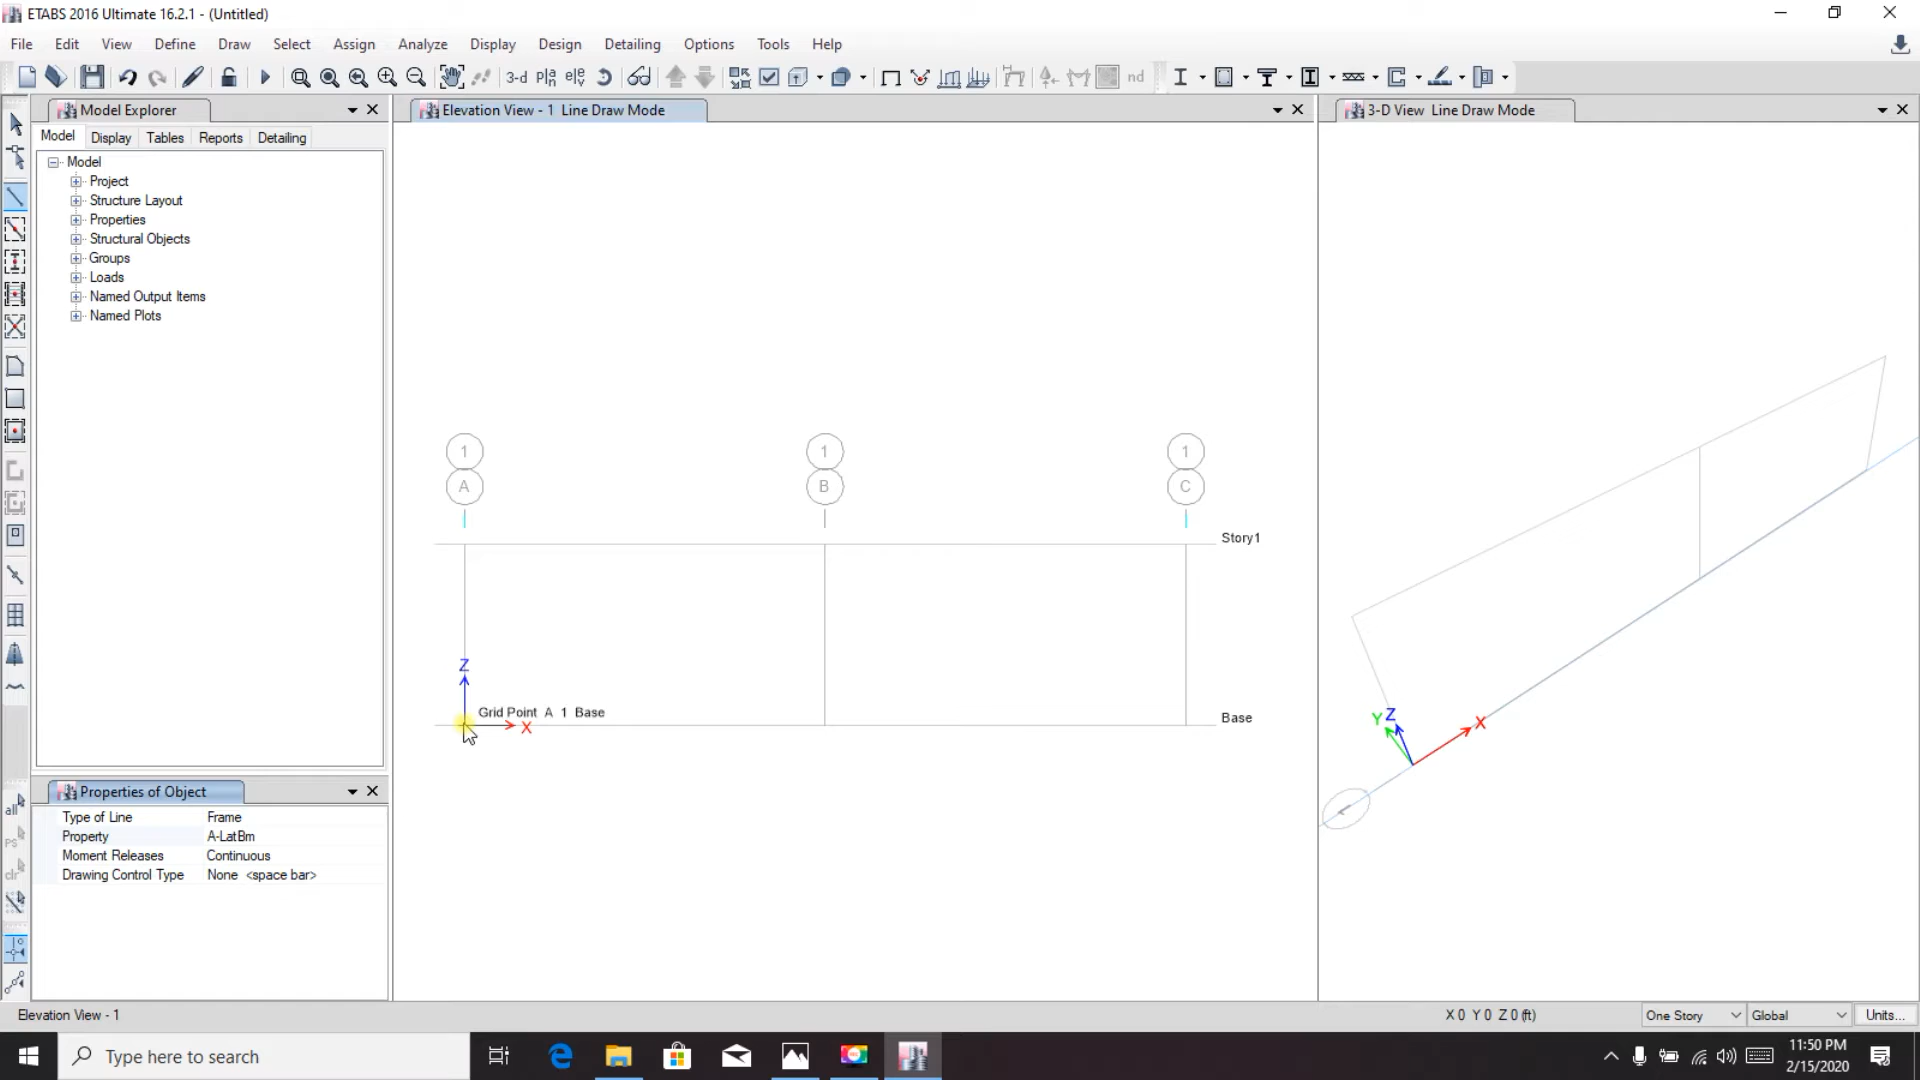 ETABS 2016 Ultimate 16.2.1 - (Untitled)
File Edit View Define Draw Select Assign Analyze Display Design Detailing Options Tools Help
3-d pla ele nd
Model Explorer
Elevation View - 1 Line Draw Mode
3-D View Line Draw Mode
Model Display Tables Reports Detailing
Model
Project
Structure Layout
Properties
Structural Objects
Groups
Loads
Named Output Items
Named Plots
1 1 1
A B C
Story1
Z
Grid Point A 1 Base
X
Base
Y Z X
all
PS
clr
Properties of Object
Type of Line Frame
Property A-LatBm
Moment Releases Continuous
Drawing Control Type None <space bar>
Elevation View - 1
X 0 Y 0 Z 0 (ft)
One Story
Global
Units...
Type here to search
11:50 PM
2/15/2020